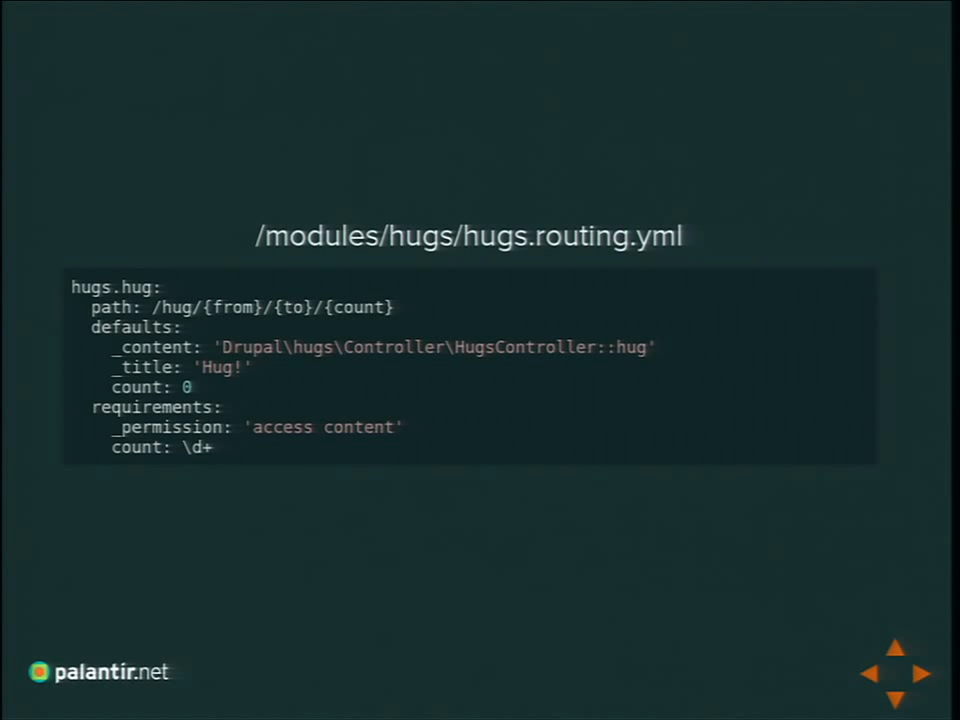 /modules/hugs/hugs.routing.yml
hugs.hug:
  path: /hug/{from}/{to}/{count}
  defaults:
    _content: 'Drupal\hugs\Controller\HugsController::hug'
    _title: 'Hug!'
    count: 0
  requirements:
    _permission: 'access content'
    count: \d+
palantir.net